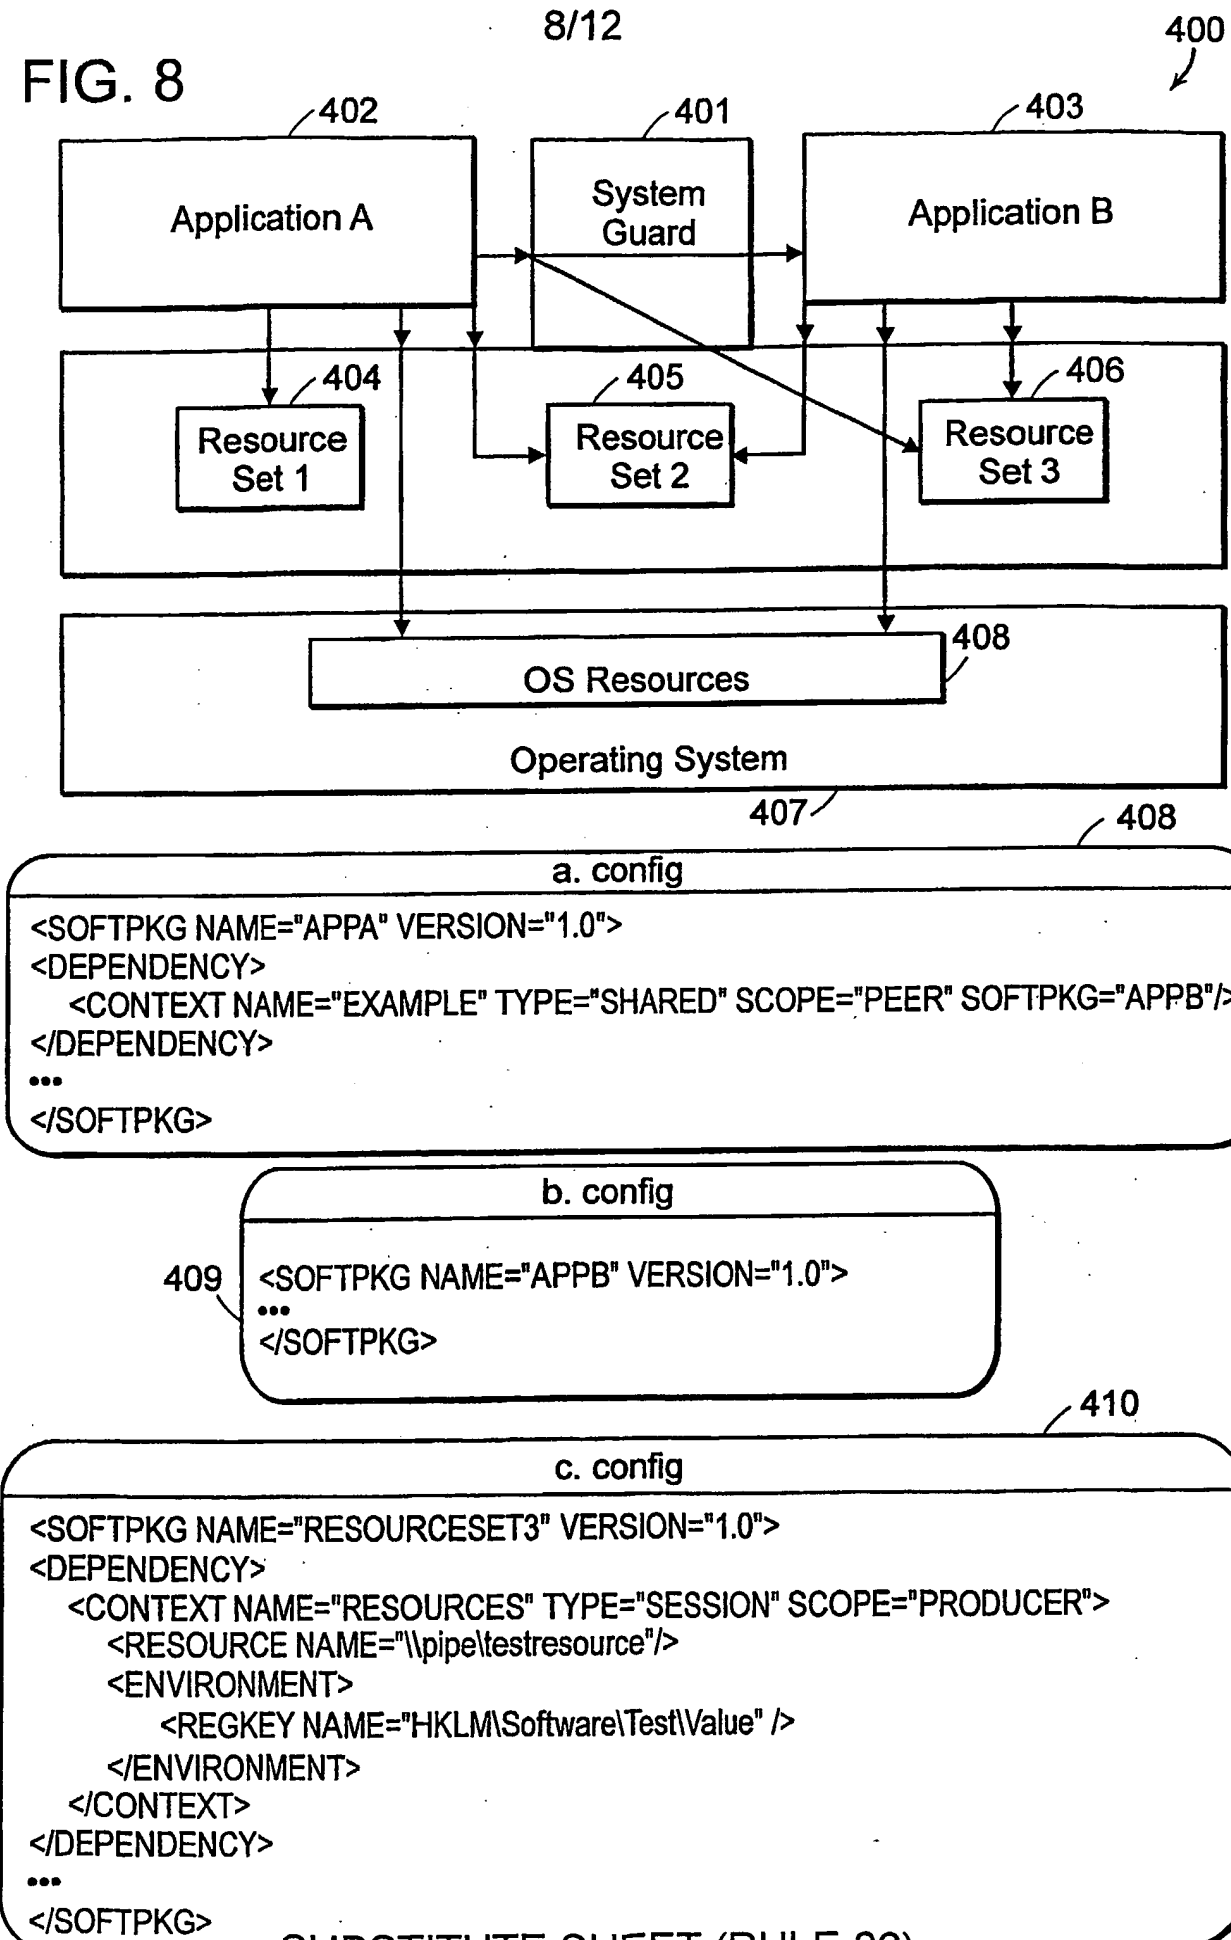 8/12
400
FIG. 8
402
401
403
Application A
System
Guard
Application B
404
405
406
Resource
Set 1
Resource
Set 2
Resource
Set 3
408
OS Resources
Operating System
407
408
a. config
<SOFTPKG NAME="APPA" VERSION="1.0">
<DEPENDENCY>
<CONTEXT NAME="EXAMPLE" TYPE="SHARED" SCOPE="PEER" SOFTPKG="APPB"/>
</DEPENDENCY>
•••
</SOFTPKG>
b. config
409
<SOFTPKG NAME="APPB" VERSION="1.0">
•••
</SOFTPKG>
410
c. config
<SOFTPKG NAME="RESOURCESET3" VERSION="1.0">
<DEPENDENCY>
<CONTEXT NAME="RESOURCES" TYPE="SESSION" SCOPE="PRODUCER">
<RESOURCE NAME="\\pipe\testresource"/>
<ENVIRONMENT>
<REGKEY NAME="HKLM\Software\Test\Value" />
</ENVIRONMENT>
</CONTEXT>
</DEPENDENCY>
•••
</SOFTPKG>
SUBSTITUTE SHEET (RULE 26)